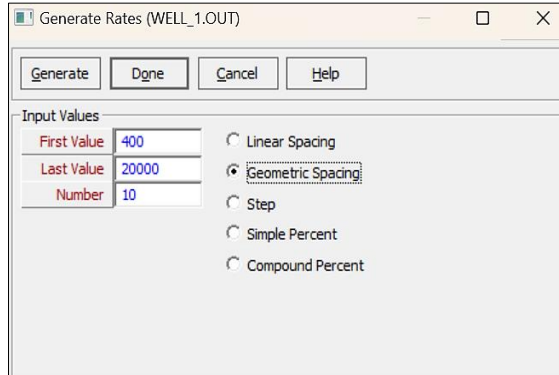 Generate Rates (WELL_1.OUT)
Generate Done Cancel Help
Input Values
First Value 400 Linear Spacing
Last Value 20000 Geometric Spacing
Number 10 Step
Simple Percent
Compound Percent